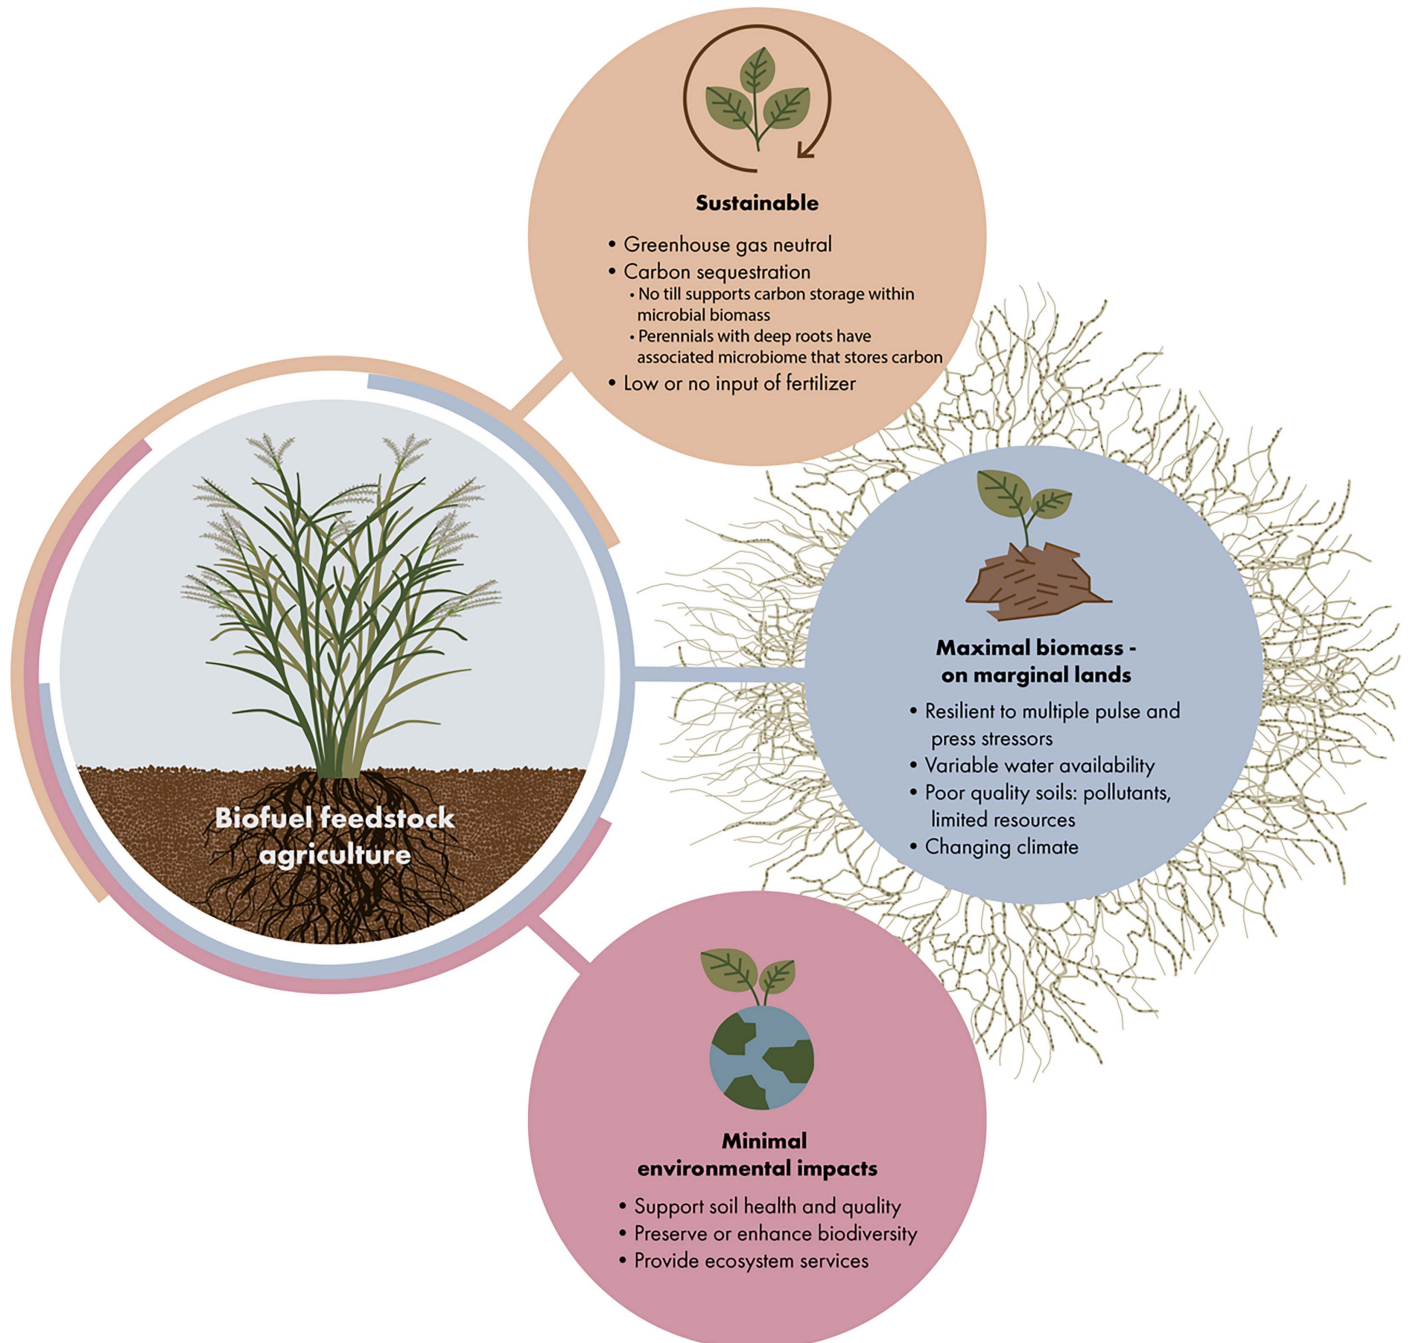 Sustainable
• Greenhouse gas neutral
• Carbon sequestration
• No till supports carbon storage within
microbial biomass
• Perennials with deep roots have
associated microbiome that stores carbon
• Low or no input of fertilizer
Biofuel feedstock
agriculture
Maximal biomass -
on marginal lands
• Resilient to multiple pulse and
press stressors
• Variable water availability
• Poor quality soils: pollutants,
limited resources
• Changing climate
Minimal
environmental impacts
• Support soil health and quality
• Preserve or enhance biodiversity
• Provide ecosystem services